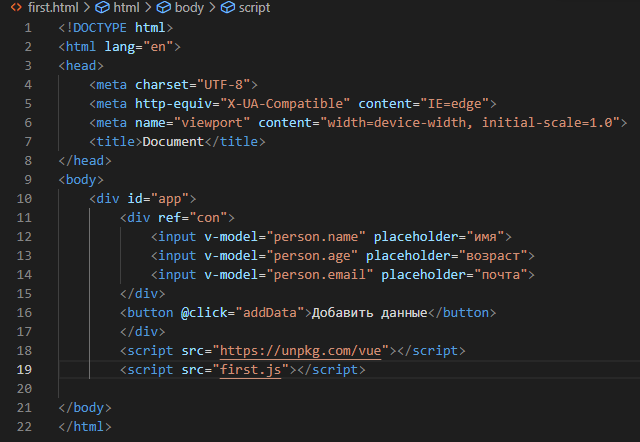 first.html > html > body > script
1 <!DOCTYPE html>
2 <html lang="en">
3 <head>
4 <meta charset="UTF-8">
5 <meta http-equiv="X-UA-Compatible" content="IE=edge">
6 <meta name="viewport" content="width=device-width, initial-scale=1.0">
7 <title>Document</title>
8 </head>
9 <body>
10 <div id="app">
11 <div ref="con">
12 <input v-model="person.name" placeholder="имя">
13 <input v-model="person.age" placeholder="возраст">
14 <input v-model="person.email" placeholder="почта">
15 </div>
16 <button @click="addData">Добавить данные</button>
17 </div>
18 <script src="https://unpkg.com/vue"></script>
19 <script src="first.js"></script>
20
21 </body>
22 </html>